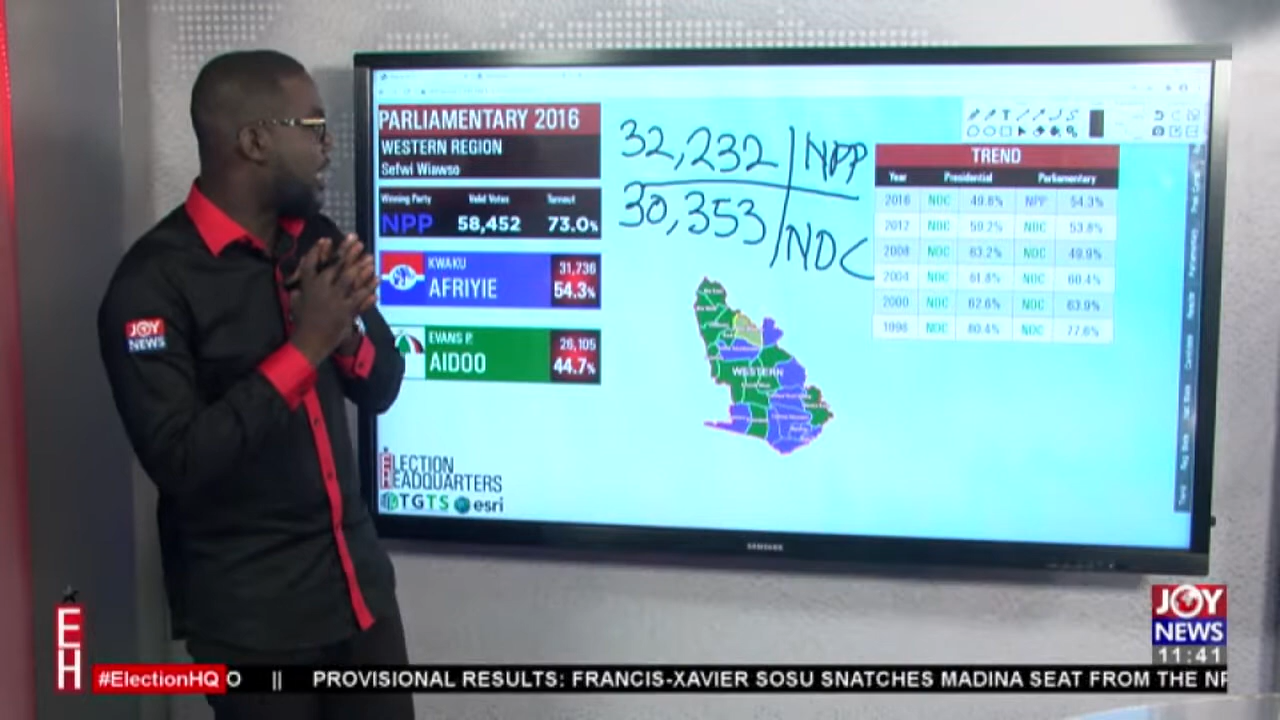 PARLIAMENTARY 2016
WESTERN REGION
Sefwi Wiawso
Winning Party Valid Votes Turnout
NPP 58,452 73.0%
KWAKU
AFRIYIE
31,736
54.3%
EVANS P.
AIDOO
26,105
44.7%
32,232 NPP
30,353 NDC
TREND
Year Presidential Parliamentary
2016 NDC 49.8% NPP 54.3%
2012 NDC 59.2% NDC 53.8%
2008 NDC 63.2% NDC 49.9%
2004 NDC 61.8% NDC 60.4%
2000 NDC 62.6% NDC 63.9%
1996 NDC 80.4% NDC 77.6%
WESTERN
ELECTION
HEADQUARTERS
TGTS esri
SAMSUNG
JOY
NEWS
JOY
NEWS
11:41
EH
#ElectionHQ O || PROVISIONAL RESULTS: FRANCIS-XAVIER SOSU SNATCHES MADINA SEAT FROM THE NP